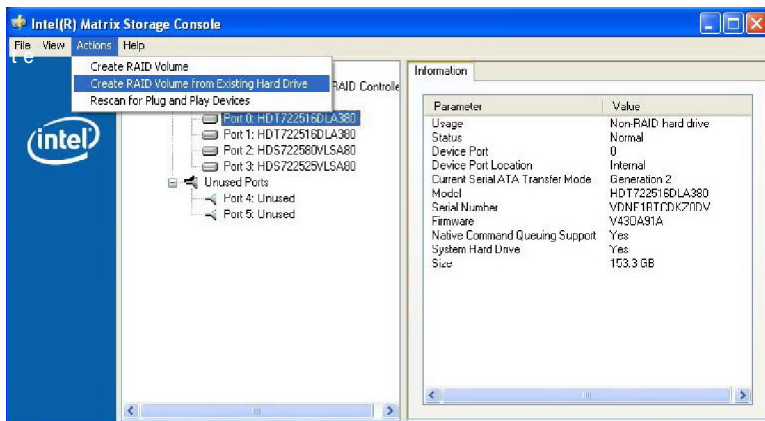 Intel(R) Matrix Storage Console
File View Actions Help
t e
Create RAID Volume
Create RAID Volume from Existing Hard Drive
Rescan for Plug and Play Devices
RAID Controlle
Port 0: HDT722516DLA380
Port 1: HDT722516DLA380
Port 2: HDS722580VLSA80
Port 3: HDS722525VLSA80
Unused Ports
Port 4: Unused
Port 5: Unused
intel
Information
Parameter Value
Usage Non-RAID hard drive
Status Normal
Device Port 0
Device Port Location Internal
Current Serial ATA Transfer Mode Generation 2
Model HDT722516DLA380
Serial Number
Firmware V43OA91A
Native Command Queuing Support Yes
System Hard Drive Yes
Size 153.3 GB